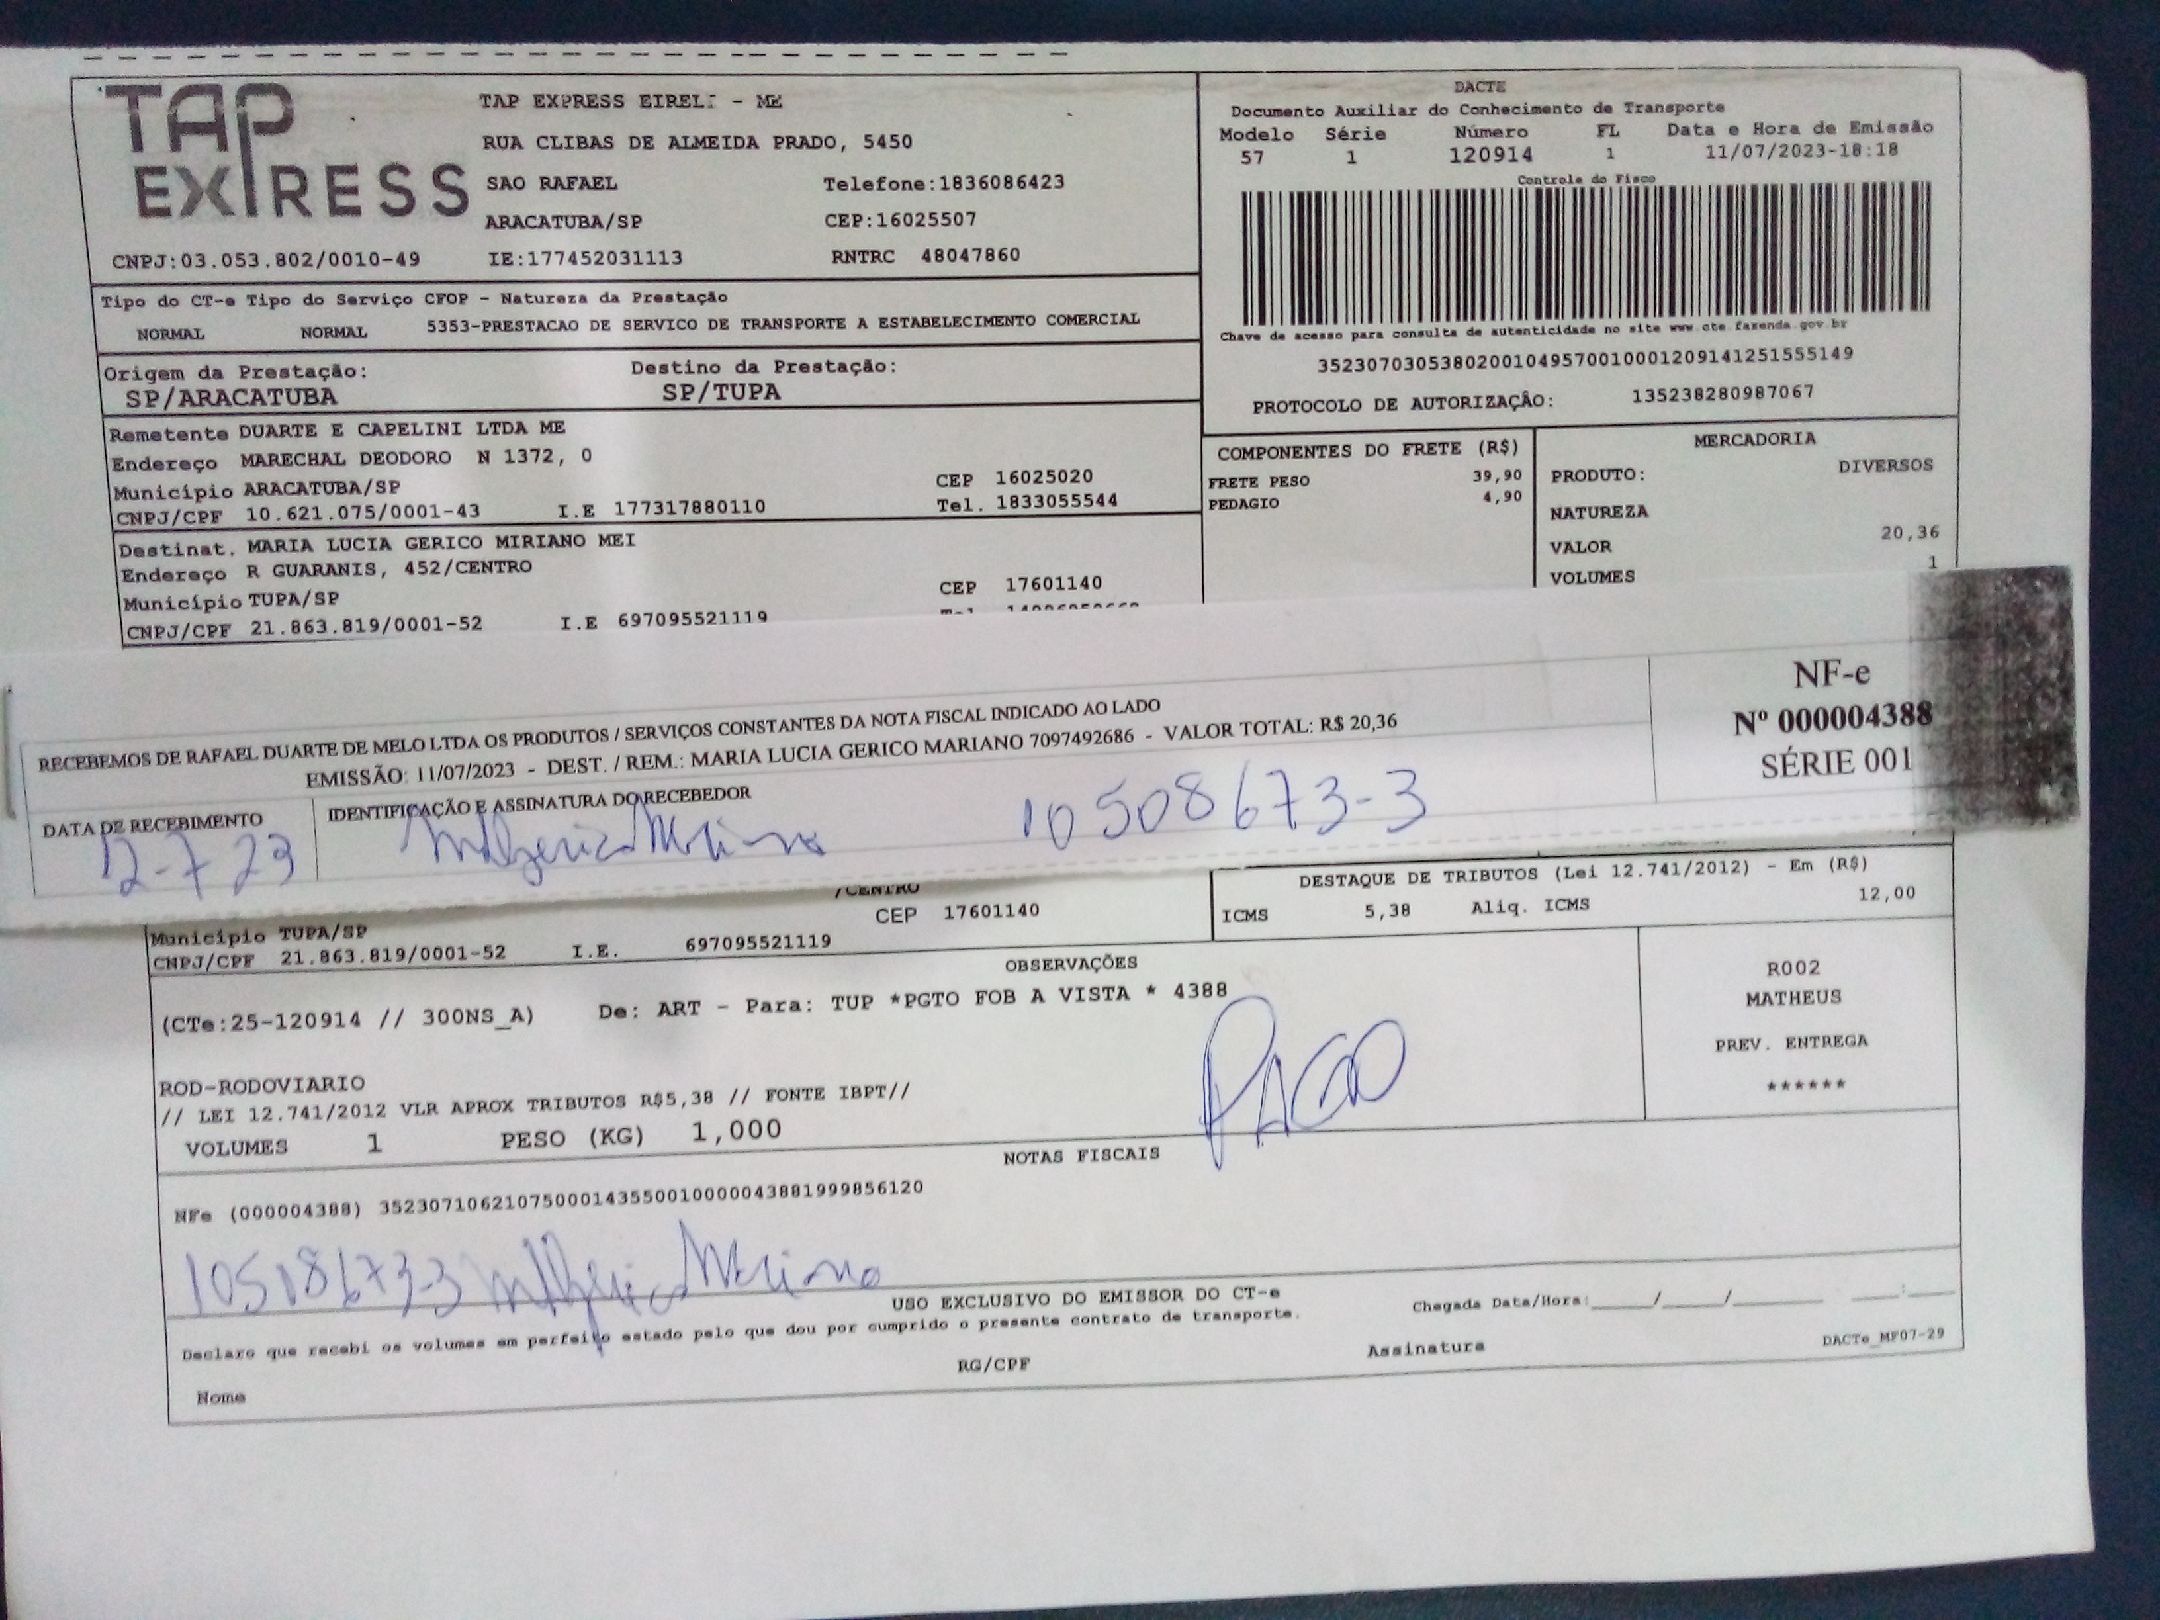 TAP EXPRESS
TAP EXPRESS EIRELI - ME
RUA CLIBAS DE ALMEIDA PRADO, 5450
SAO RAFAEL Telefone:1836086423
ARACATUBA/SP CEP:16025507
CNPJ:03.053.802/0010-49 IE:177452031113 RNTRC 48047860
DACTE
Documento Auxiliar do Conhecimento de Transporte
Modelo Série Número FL Data e Hora de Emissão
57 1 120914 1 11/07/2023-18:18
Controle do Fisco
Chave de acesso para consulta de autenticidade no site www.cte.fazenda.gov.br
35230703053802001049570010001209141251555149
PROTOCOLO DE AUTORIZAÇÂO: 135238280987067
Tipo do CT-e Tipo do Serviço CFOP - Natureza da Prestação
NORMAL NORMAL 5353-PRESTACAO DE SERVICO DE TRANSPORTE A ESTABELECIMENTO COMERCIAL
Origem da Prestação: Destino da Prestação:
SP/ARACATUBA SP/TUPA
Remetente DUARTE E CAPELINI LTDA ME
Endereço MARECHAL DEODORO N 1372, 0
Município ARACATUBA/SP CEP 16025020
CNPJ/CPF 10.621.075/0001-43 I.E 177317880110 Tel. 1833055544
Destinat. MARIA LUCIA GERICO MIRIANO MEI
Endereço R GUARANIS, 452/CENTRO
Município TUPA/SP CEP 17601140
CNPJ/CPF 21.863.819/0001-52 I.E 697095521119
COMPONENTES DO FRETE (R$)
FRETE PESO 39,90
PEDAGIO 4,90
MERCADORIA
PRODUTO: DIVERSOS
NATUREZA
VALOR 20,36
VOLUMES 1
RECEBEMOS DE RAFAEL DUARTE DE MELO LTDA OS PRODUTOS / SERVIÇOS CONSTANTES DA NOTA FISCAL INDICADO AO LADO
EMISSÃO: 11/07/2023 - DEST. / REM.: MARIA LUCIA GERICO MARIANO 7097492686 - VALOR TOTAL: R$ 20,36
NF-e
Nº 000004388
SÉRIE 001
DATA DE RECEBIMENTO IDENTIFICAÇÃO E ASSINATURA DO RECEBEDOR
12-7-23 10508673-3
/CENTRO
CEP 17601140
Município TUPA/SP
CNPJ/CPF 21.863.819/0001-52 I.E. 697095521119
DESTAQUE DE TRIBUTOS (Lei 12.741/2012) - Em (R$)
ICMS 5,38 Aliq. ICMS 12,00
OBSERVAÇÕES
(CTe:25-120914 // 300NS_A) De: ART - Para: TUP *PGTO FOB A VISTA * 4388
R002
MATHEUS
PREV. ENTREGA
******
PAGO
ROD-RODOVIARIO
// LEI 12.741/2012 VLR APROX TRIBUTOS R$5,38 // FONTE IBPT//
VOLUMES 1 PESO (KG) 1,000
NOTAS FISCAIS
NFe (000004388) 35230710621075000143550010000043881999856120
USO EXCLUSIVO DO EMISSOR DO CT-e
Chegada Data/Hora:_____/_____/_______ ____:____
Declaro que recebi os volumes em perfeito estado pelo que dou por cumprido o presente contrato de transporte.
Nome RG/CPF Assinatura
DACTe_MF07-29